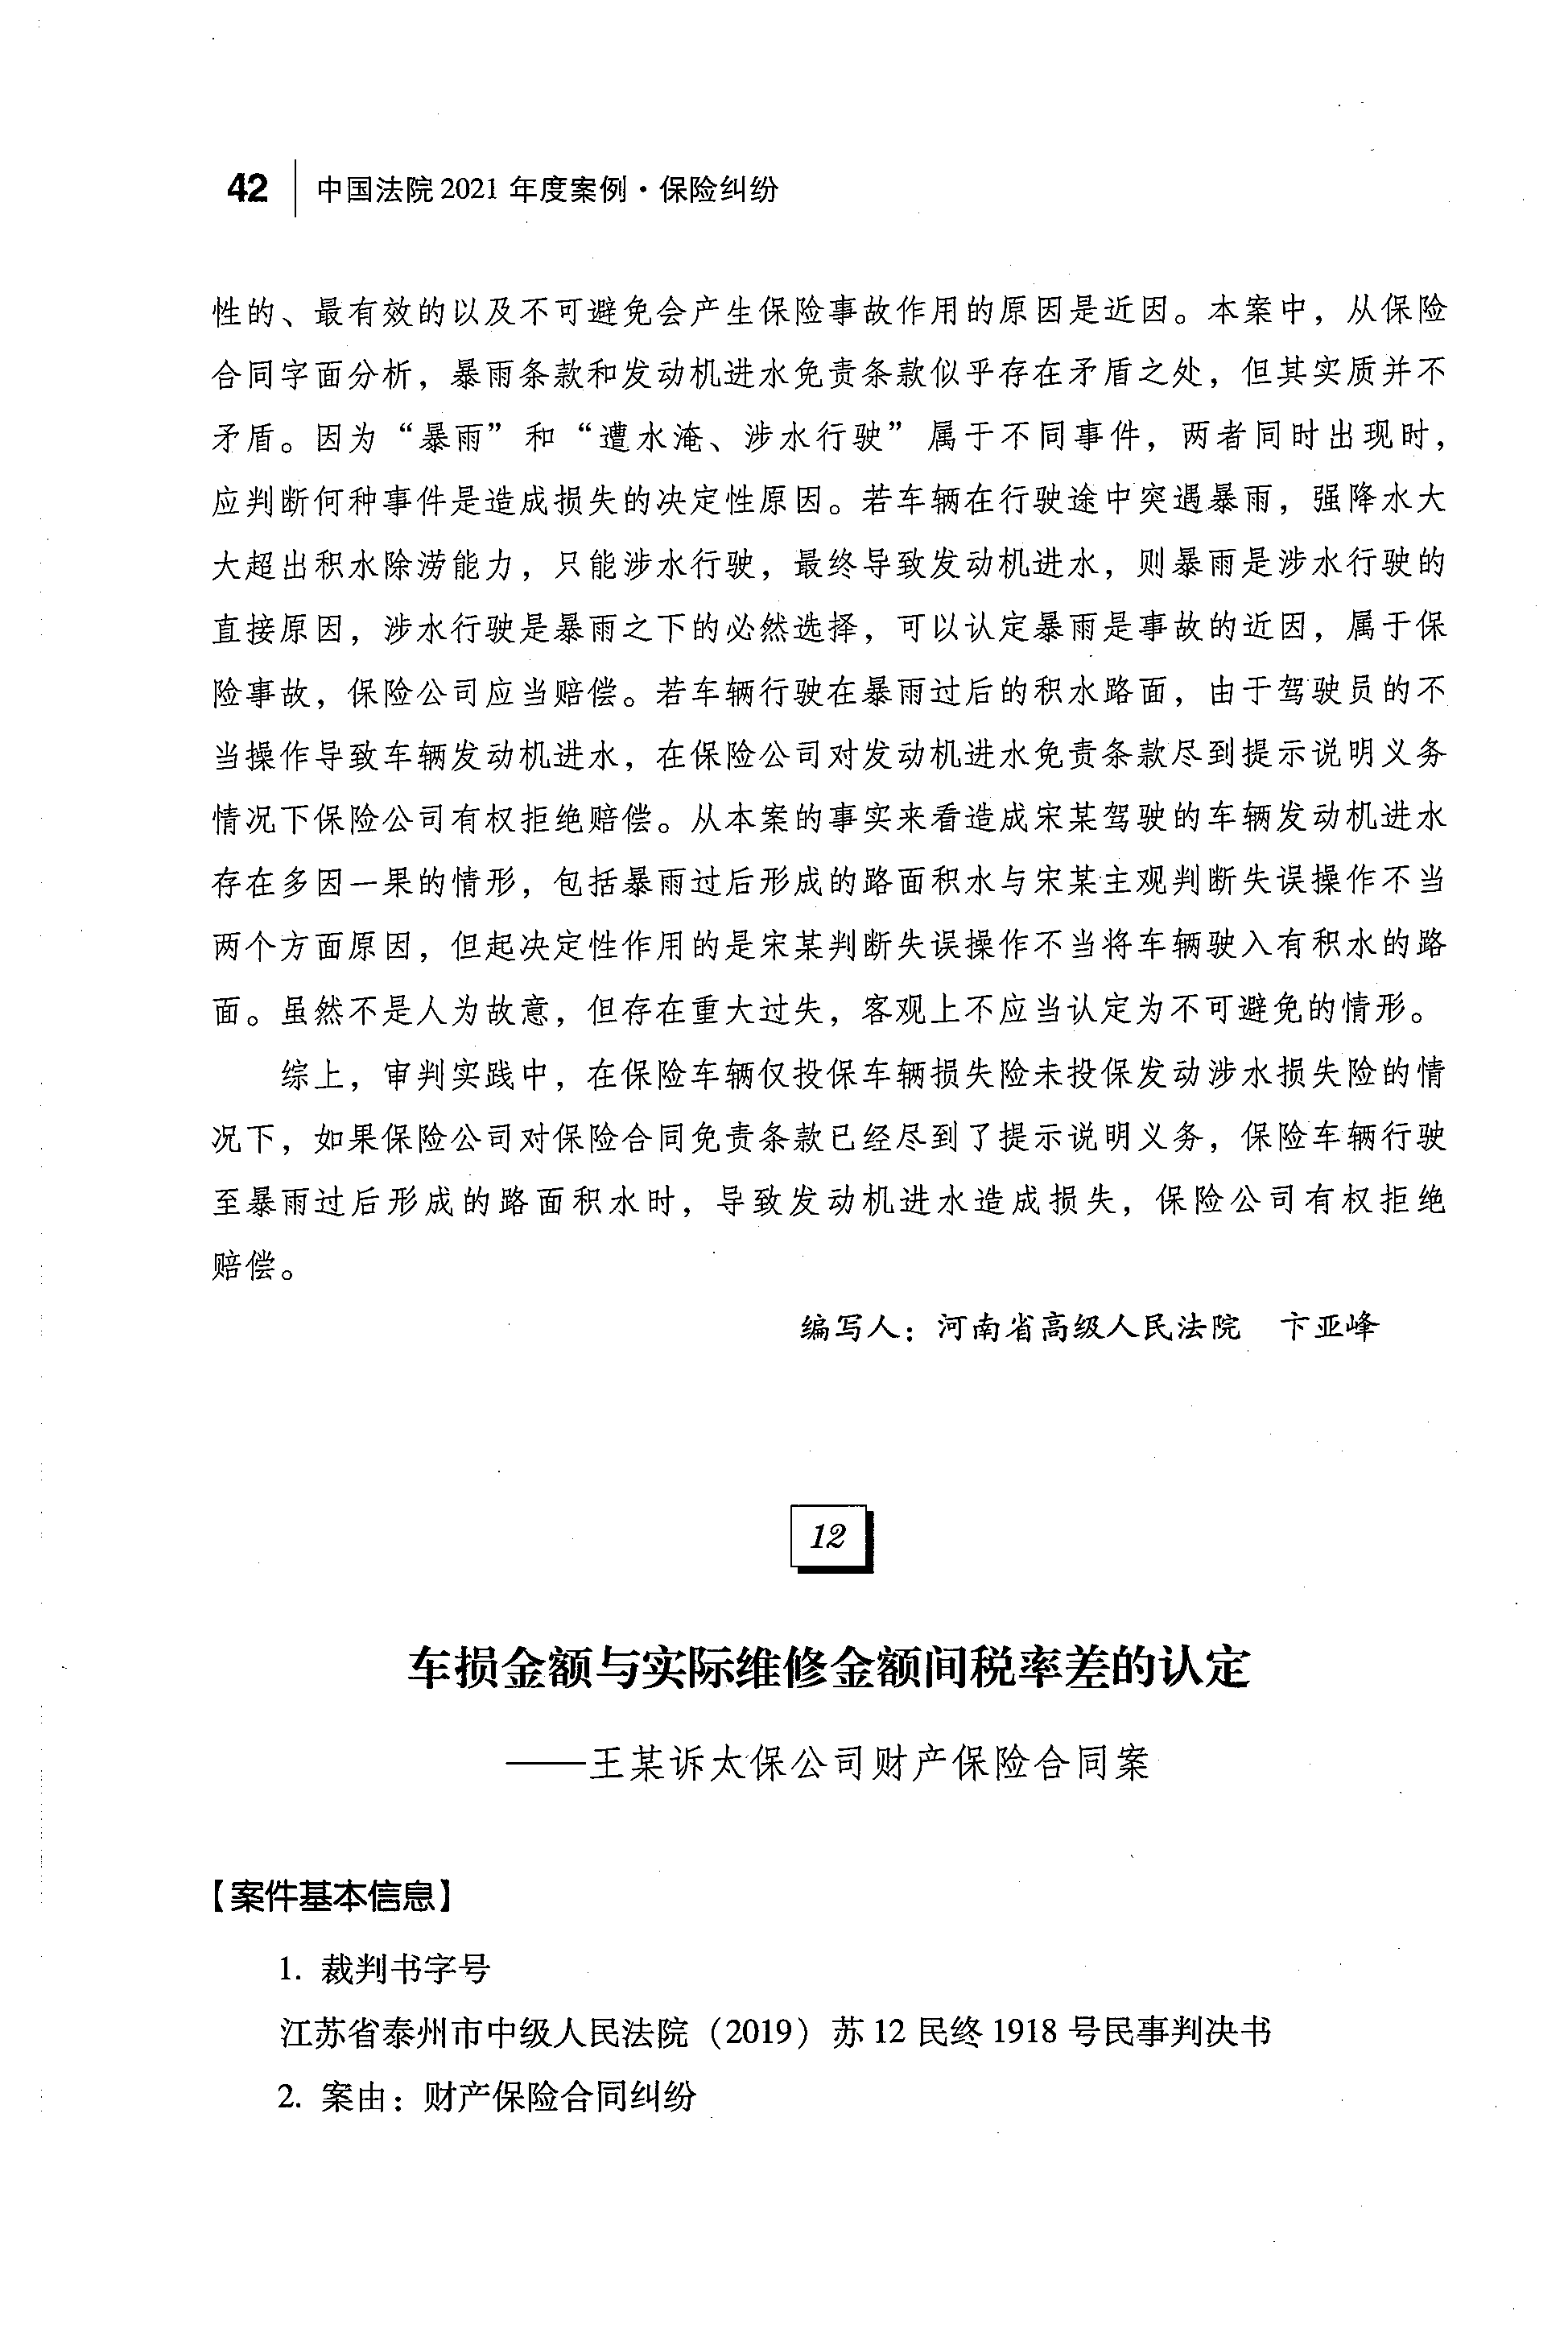 42 中国法院2021年度案例·保险纠纷
性的、最有效的以及不可避免会产生保险事故作用的原因是近因。本案中，从保险
合同字面分析，暴雨条款和发动机进水免责条款似乎存在矛盾之处，但其实质并不
矛盾。因为“暴雨”和“遭水淹、涉水行驶”属于不同事件，两者同时出现时，
应判断何种事件是造成损失的决定性原因。若车辆在行驶途中突遇暴雨，强降水大
大超出积水除涝能力，只能涉水行驶，最终导致发动机进水，则暴雨是涉水行驶的
直接原因，涉水行驶是暴雨之下的必然选择，可以认定暴雨是事故的近因，属于保
险事故，保险公司应当赔偿。若车辆行驶在暴雨过后的积水路面，由于驾驶员的不
当操作导致车辆发动机进水，在保险公司对发动机进水免责条款尽到提示说明义务
情况下保险公司有权拒绝赔偿。从本案的事实来看造成宋某驾驶的车辆发动机进水
存在多因一果的情形，包括暴雨过后形成的路面积水与宋某主观判断失误操作不当
两个方面原因，但起决定性作用的是宋某判断失误操作不当将车辆驶入有积水的路
面。虽然不是人为故意，但存在重大过失，客观上不应当认定为不可避免的情形。
综上，审判实践中，在保险车辆仅投保车辆损失险未投保发动涉水损失险的情
况下，如果保险公司对保险合同免责条款已经尽到了提示说明义务，保险车辆行驶
至暴雨过后形成的路面积水时，导致发动机进水造成损失，保险公司有权拒绝
赔偿。
编写人：河南省高级人民法院 卞亚峰
12
车损金额与实际维修金额间税率差的认定
——王某诉太保公司财产保险合同案
【案件基本信息】
1. 裁判书字号
江苏省泰州市中级人民法院（2019）苏12民终1918号民事判决书
2. 案由：财产保险合同纠纷